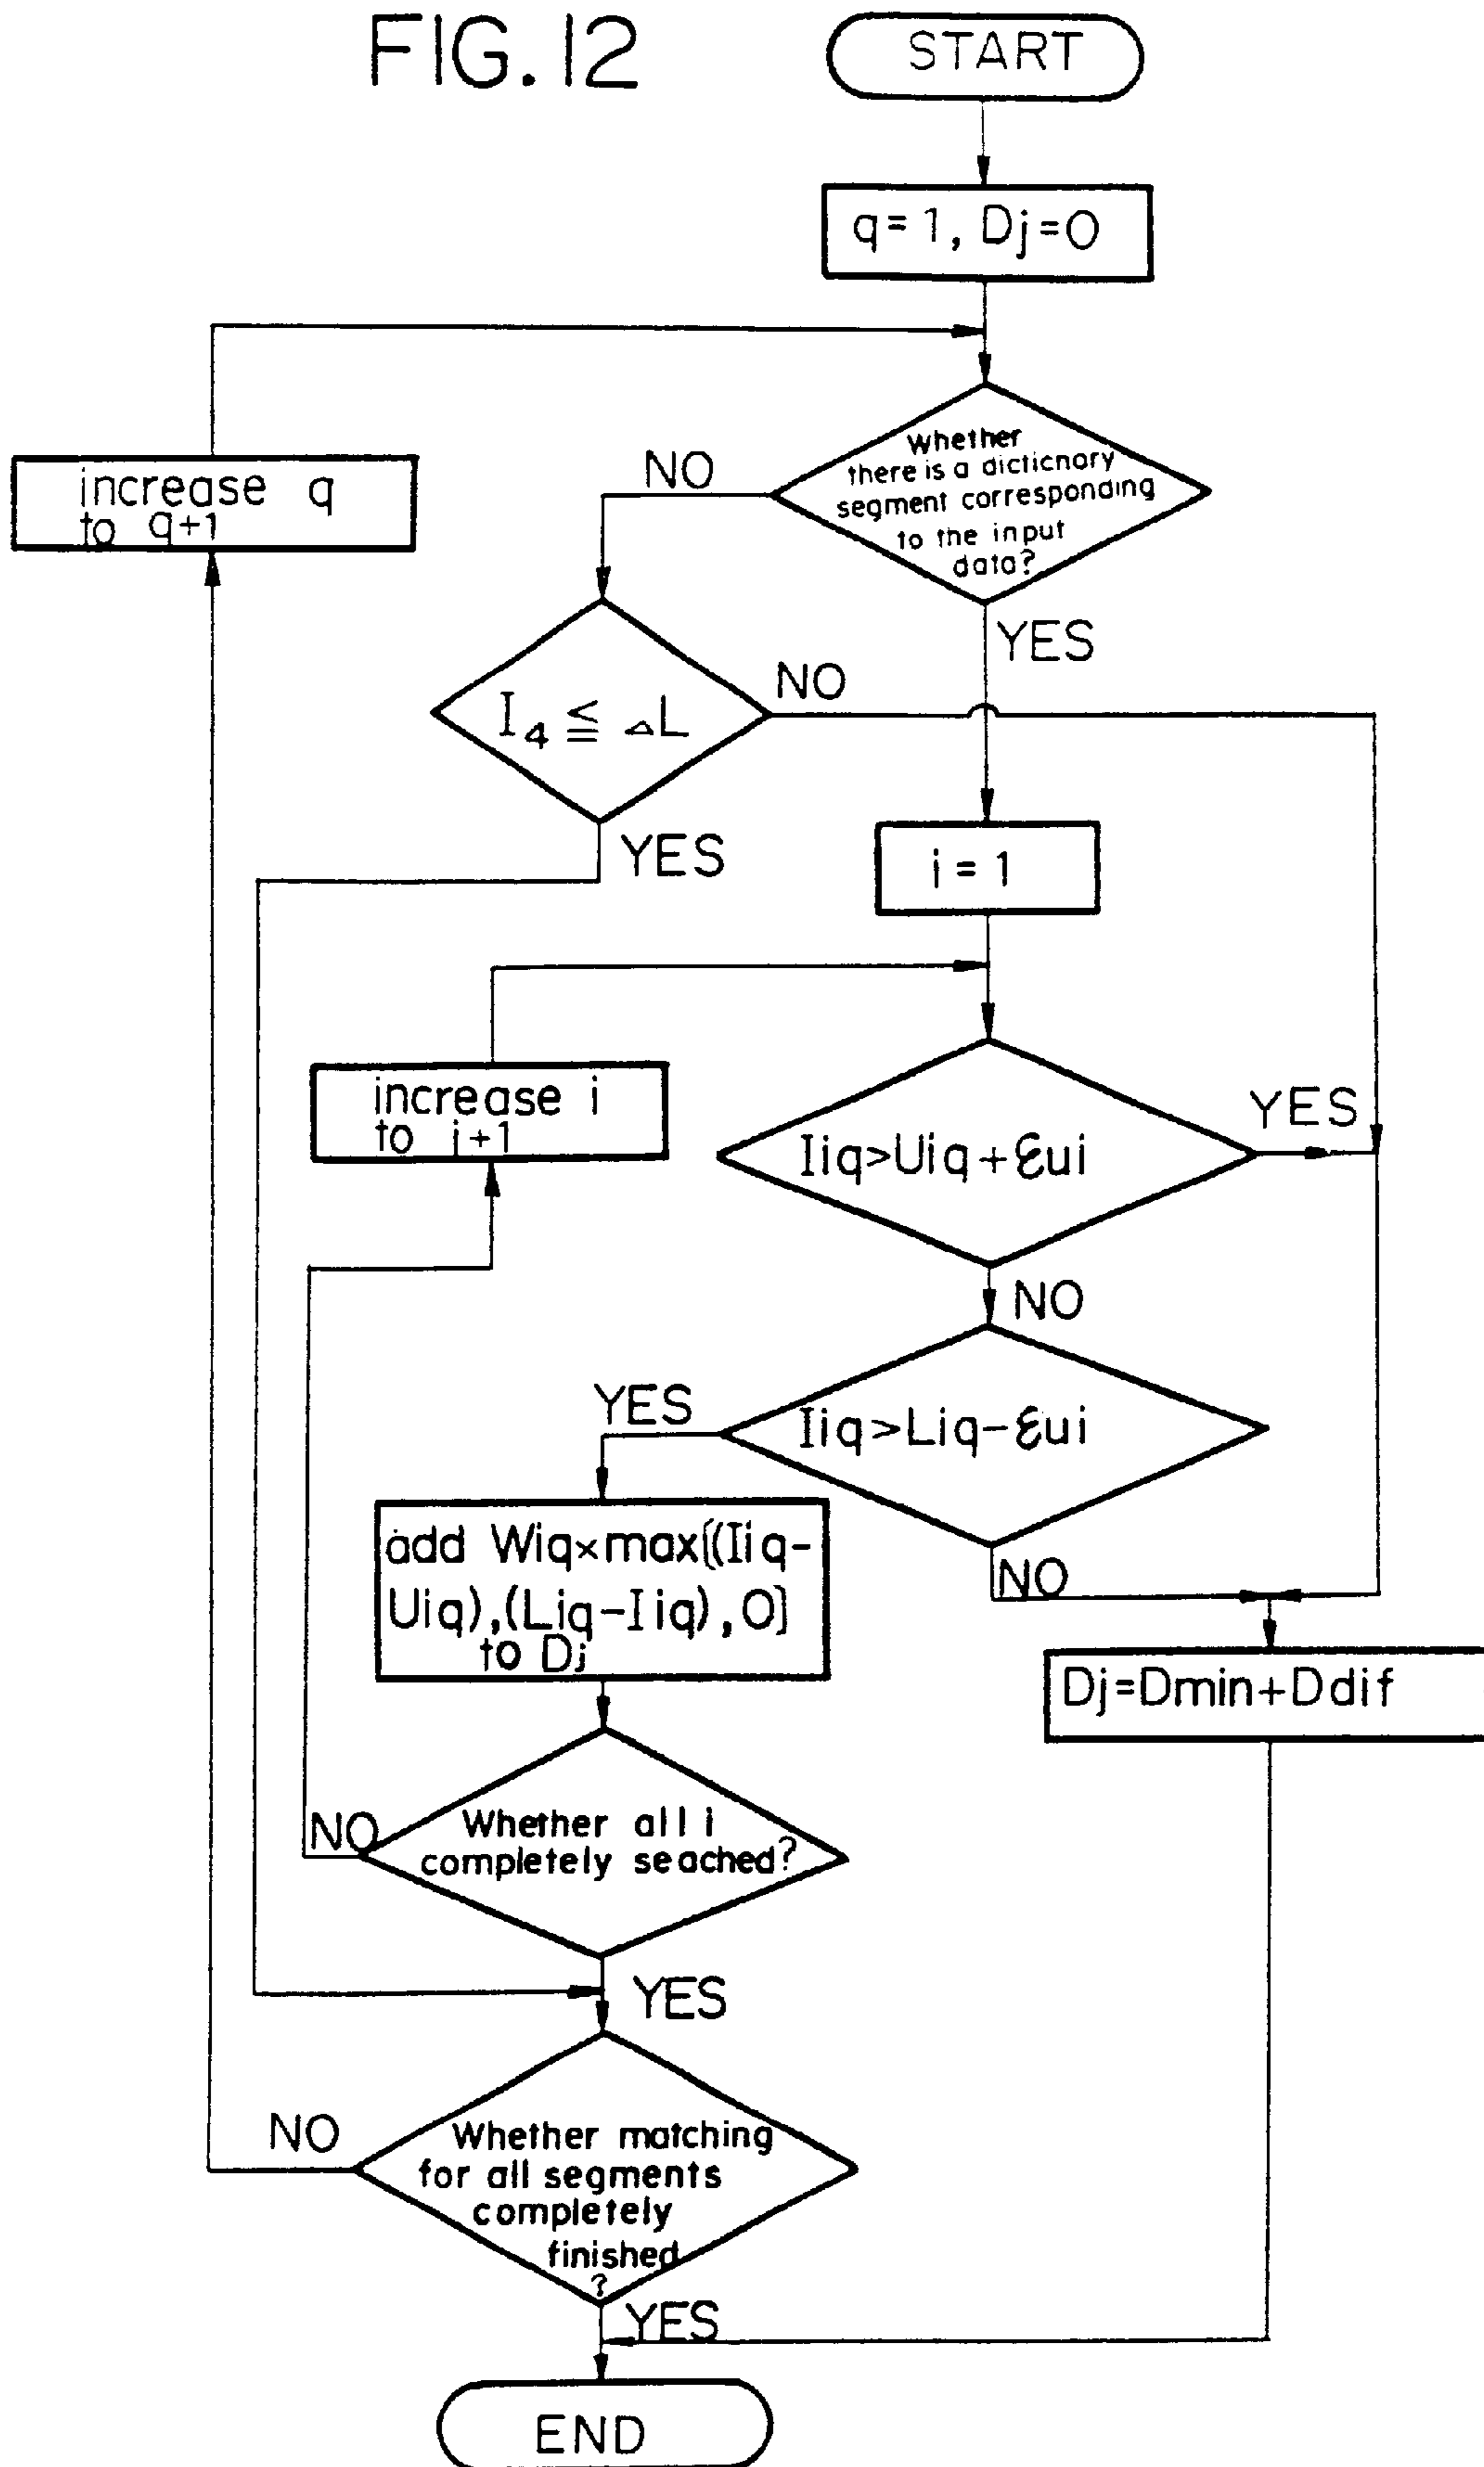 FIG. 12
START
q=1, Dj=0
Whether
there is a dicticnary
segment corresponding
to the input
data?
NO
increase q
to q+1
YES
I₄ ≦ △L
NO
YES
i = 1
increase i
to i+1
Iiq>Uiq+εui
YES
NO
Iiq>Liq-εui
YES
NO
add Wiq×max[(Iiq-
Uiq),(Liq-Iiq),0]
to Dj
Dj=Dmin+Ddif
Whether all i
completely seached?
NO
YES
Whether matching
for all segments
completely
finished
?
NO
YES
END